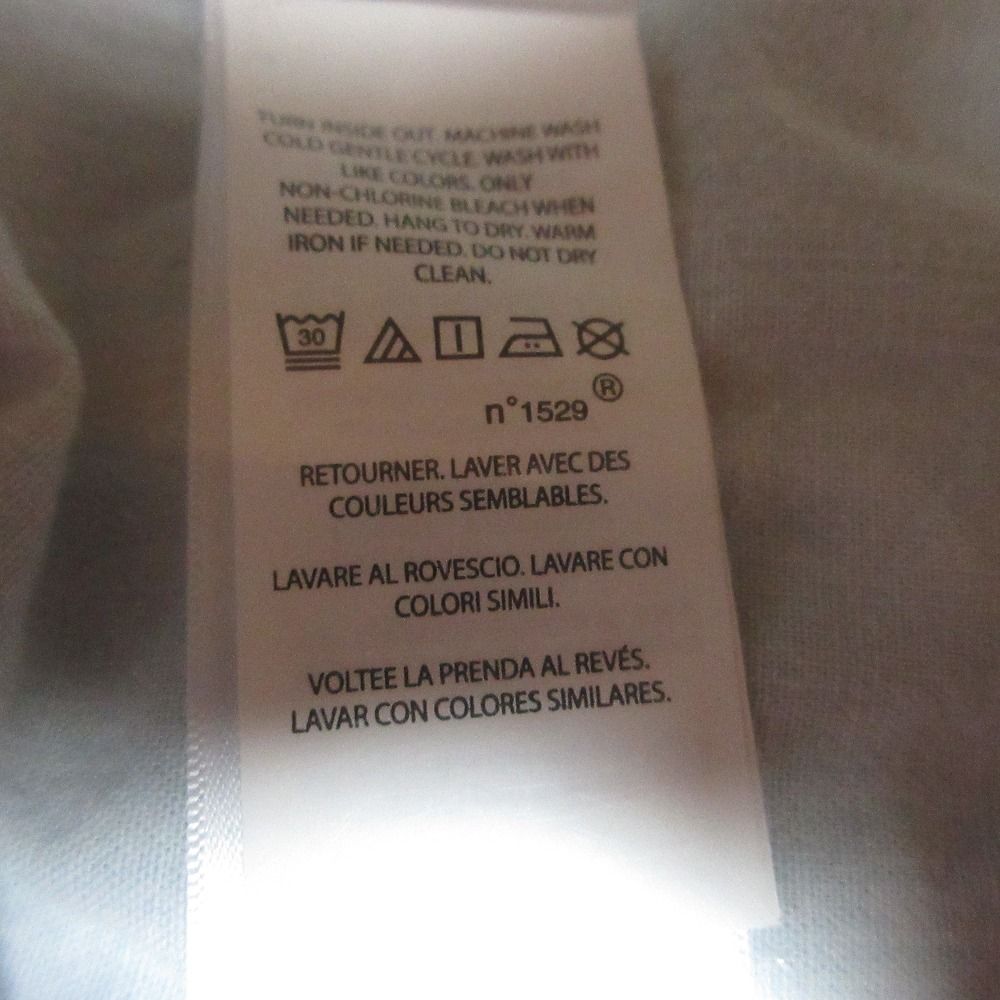 TURN INSIDE OUT. MACHINE WASH
COLD GENTLE CYCLE. WASH WITH
LIKE COLORS. ONLY
NON-CHLORINE BLEACH WHEN
NEEDED. HANG TO DRY. WARM
IRON IF NEEDED. DO NOT DRY
CLEAN.
30
n°1529®
RETOURNER. LAVER AVEC DES
COULEURS SEMBLABLES.
LAVARE AL ROVESCIO. LAVARE CON
COLORI SIMILI.
VOLTEE LA PRENDA AL REVÉS.
LAVAR CON COLORES SIMILARES.